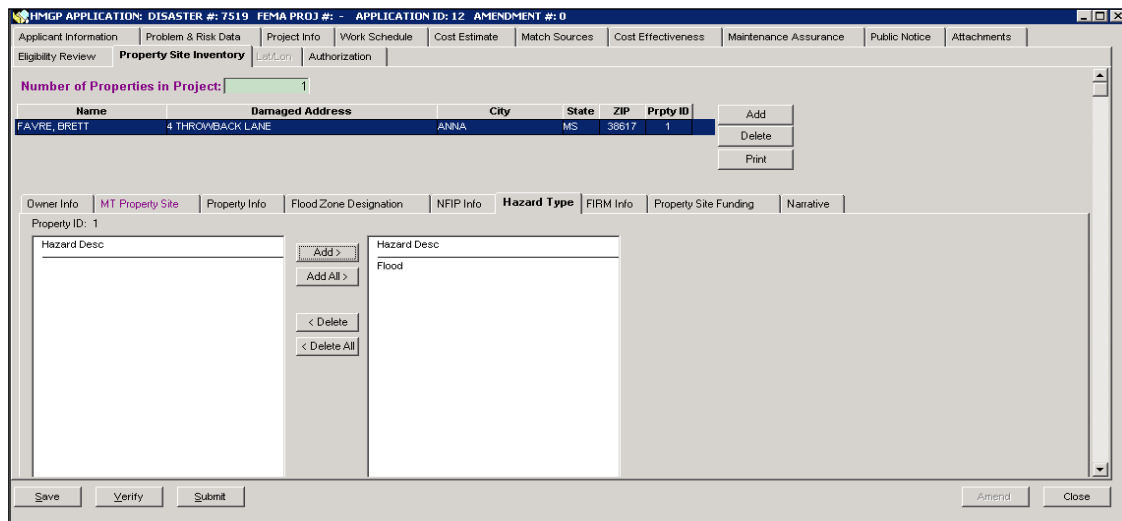 HMGP APPLICATION: DISASTER #: 7519 FEMA PROJ #: - APPLICATION ID: 12 AMENDMENT #: 0
Applicant Information Problem & Risk Data Project Info Work Schedule Cost Estimate Match Sources Cost Effectiveness Maintenance Assurance Public Notice Attachments
Eligibility Review Property Site Inventory Lat/Lon Authorization
Number of Properties in Project: 1
Name Damaged Address City State ZIP Prpty ID
FAVRE, BRETT 4 THROWBACK LANE ANNA MS 38617 1
Add
Delete
Print
Owner Info MT Property Site Property Info Flood Zone Designation NFIP Info Hazard Type FIRM Info Property Site Funding Narrative
Property ID: 1
Hazard Desc Add > Hazard Desc
Flood
Add All >
< Delete
< Delete All
Save Verify Submit Amend Close